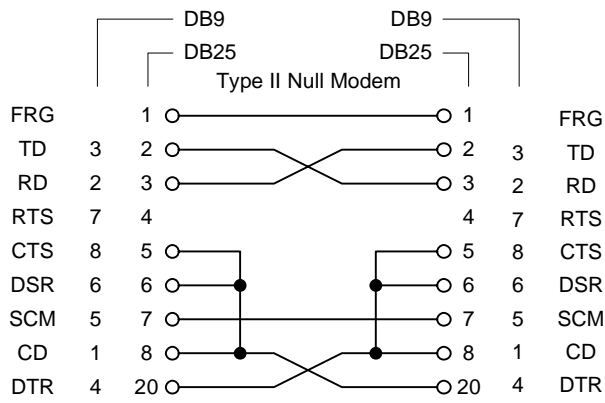 DB9 DB9
DB25 DB25
Type II Null Modem
FRG 1 1 FRG
TD 3 2 2 3 TD
RD 2 3 3 2 RD
RTS 7 4 4 7 RTS
CTS 8 5 5 8 CTS
DSR 6 6 6 6 DSR
SCM 5 7 7 5 SCM
CD 1 8 8 1 CD
DTR 4 20 20 4 DTR